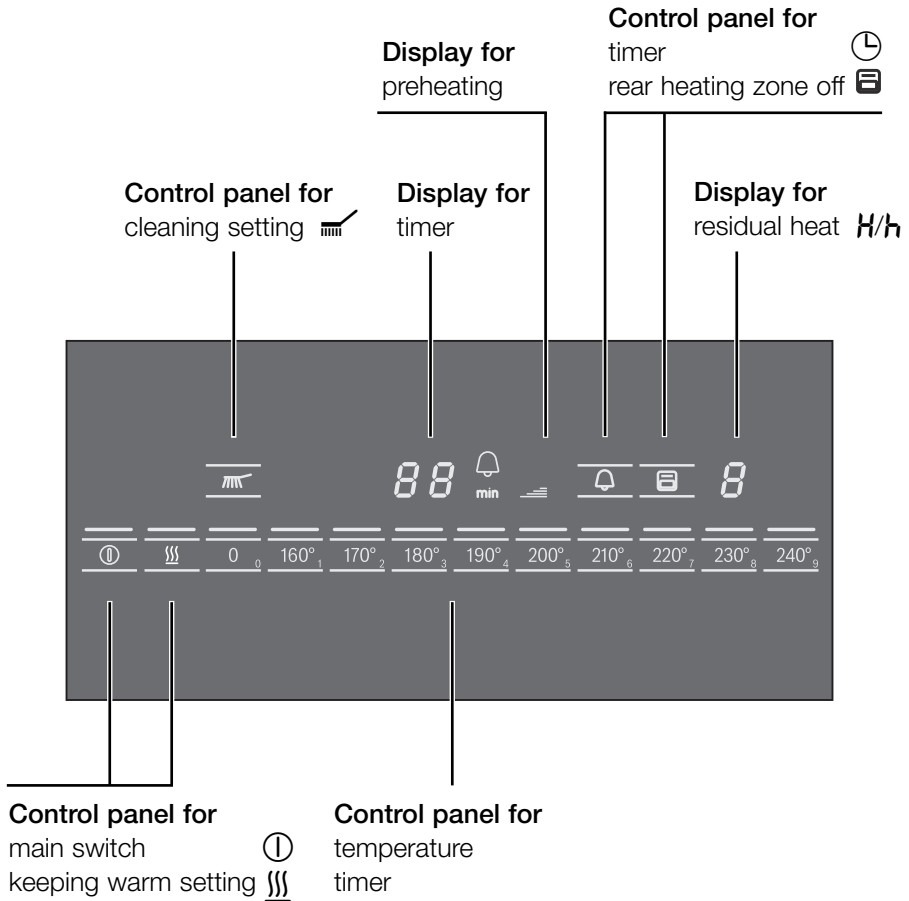 Control panel for
timer
rear heating zone off
Display for
preheating
Control panel for
cleaning setting
Display for
timer
Display for
residual heat H/h
88 min 8
0 0 160° 1 170° 2 180° 3 190° 4 200° 5 210° 6 220° 7 230° 8 240° 9
Control panel for
main switch
keeping warm setting
Control panel for
temperature
timer